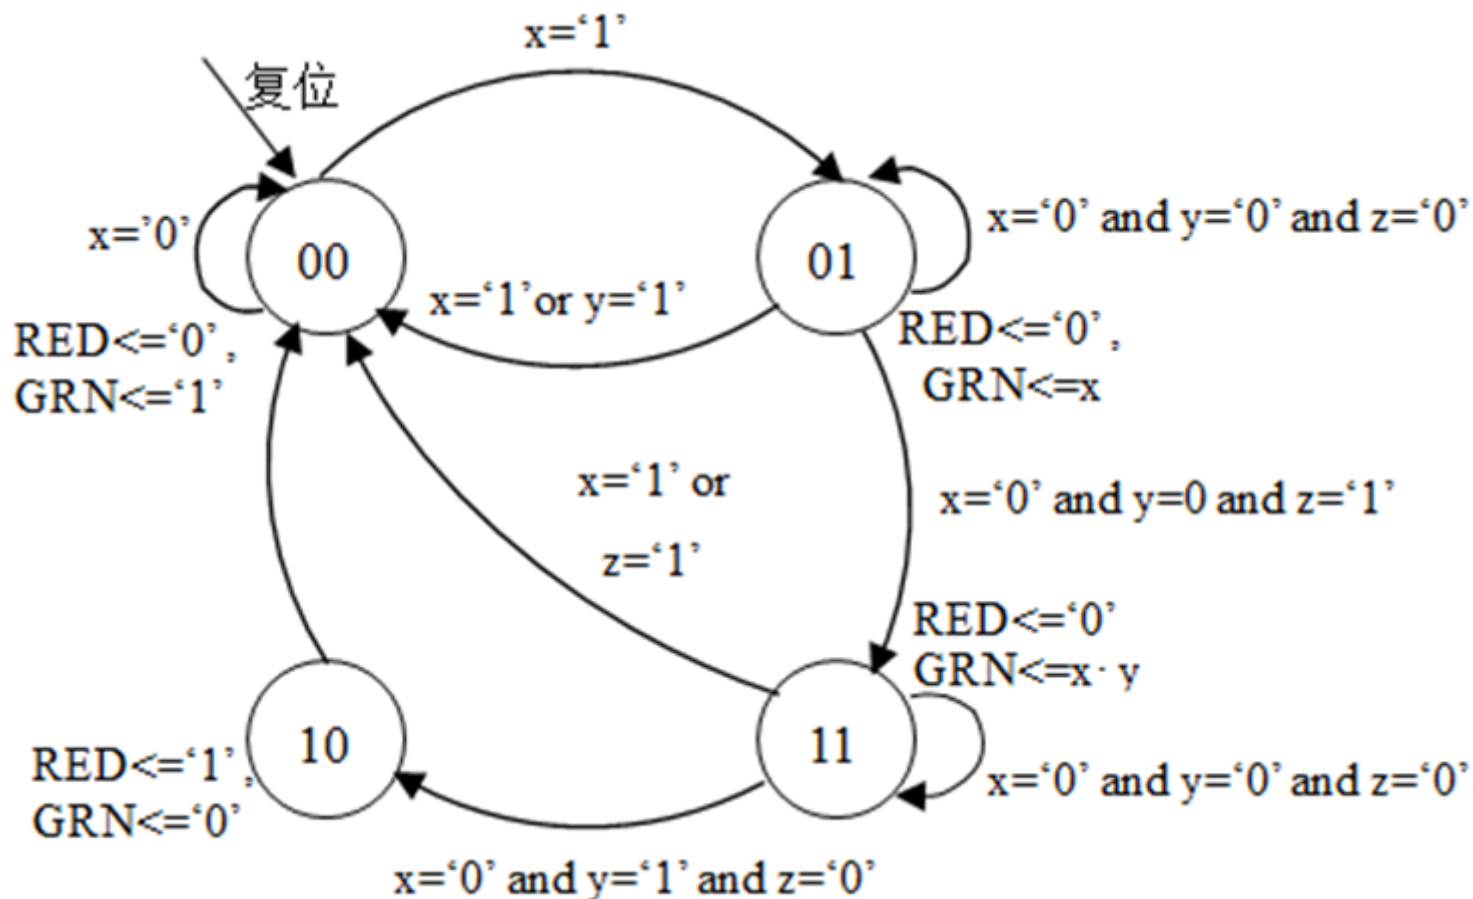 x=‘1’
复位
x=’0’
00
01
x=‘0’ and y=‘0’ and z=‘0’
x=‘1’or y=‘1’
RED<=‘0’,
GRN<=‘1’
RED<=‘0’,
GRN<=x
x=‘1’ or
z=‘1’
x=‘0’ and y=0 and z=‘1’
RED<=‘0’
GRN<=x· y
10
11
RED<=‘1’,
GRN<=‘0’
x=‘0’ and y=‘0’ and z=‘0’
x=‘0’ and y=‘1’ and z=‘0’